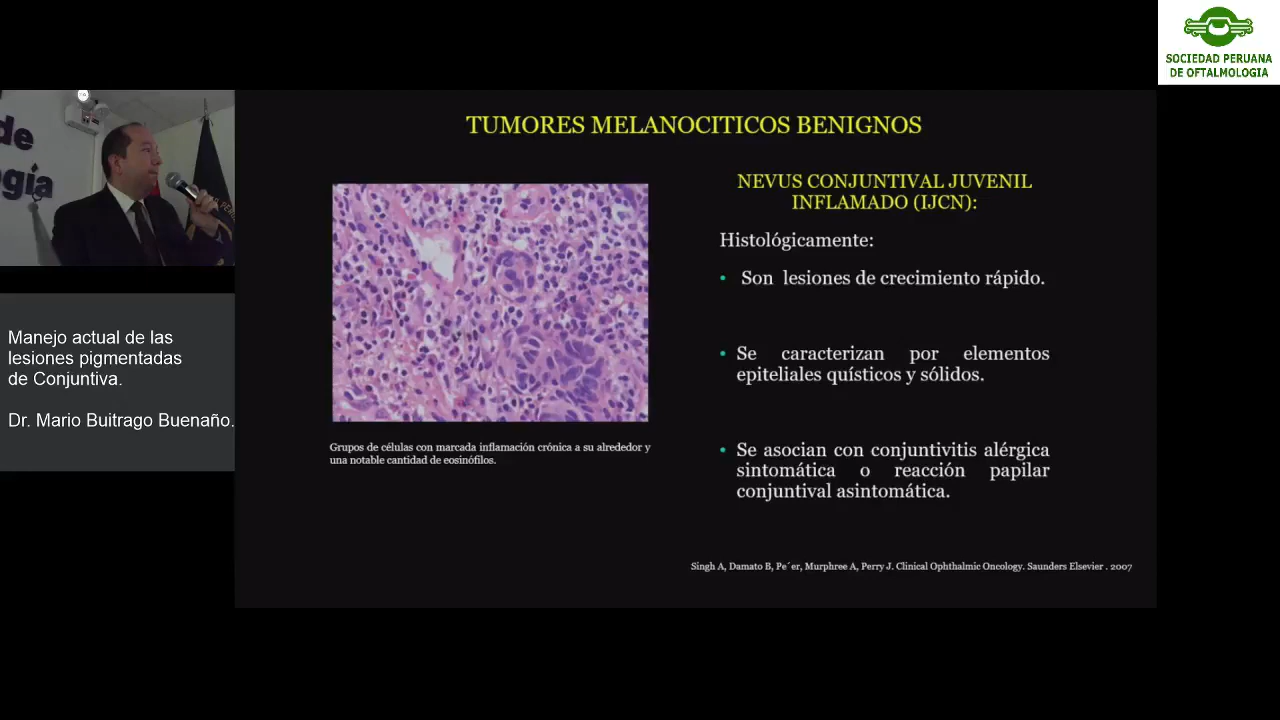 SOCIEDAD PERUANA
DE OFTALMOLOGIA
de
gía
Manejo actual de las
lesiones pigmentadas
de Conjuntiva.
Dr. Mario Buitrago Buenaño.
TUMORES MELANOCITICOS BENIGNOS
Grupos de células con marcada inflamación crónica a su alrededor y
una notable cantidad de eosinófilos.
NEVUS CONJUNTIVAL JUVENIL
INFLAMADO (IJCN):
Histológicamente:
• Son lesiones de crecimiento rápido.
• Se caracterizan por elementos
epiteliales quísticos y sólidos.
• Se asocian con conjuntivitis alérgica
sintomática o reacción papilar
conjuntival asintomática.
Singh A, Damato B, Pe´er, Murphree A, Perry J. Clinical Ophthalmic Oncology. Saunders Elsevier . 2007